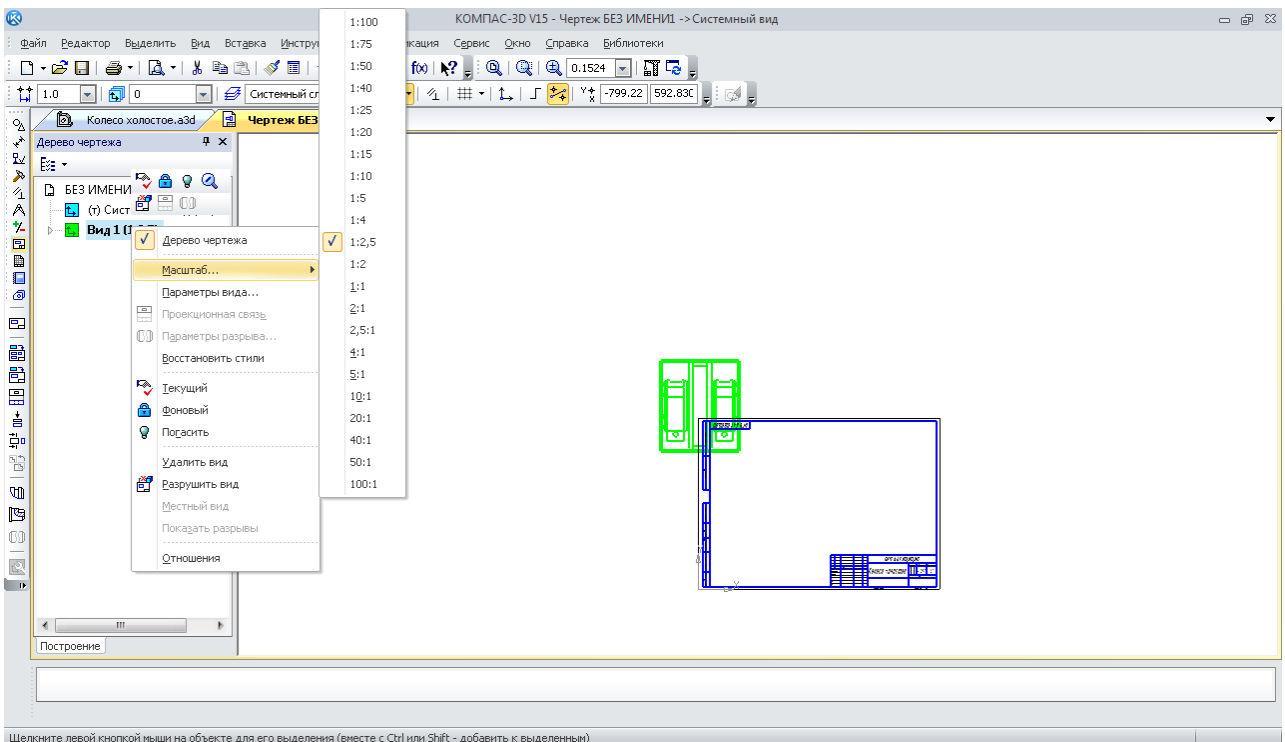 КОМПАС-3D V15 - Чертеж БЕЗ ИМЕНИ1 ->Системный вид
Файл Редактор Выделить Вид Вставка Инстру кация Сервис Окно Справка Библиотеки
f(x) 0.1524
1.0 0 Системный сл -799.22 592.830
Колесо холостое.a3d Чертеж БЕЗ
Дерево чертежа
БЕЗ ИМЕНИ
(т) Сист
Вид 1 (1
Дерево чертежа
Масштаб...
Параметры вида...
Проекционная связь
Параметры разрыва...
Восстановить стили
Текущий
Фоновый
Погасить
Удалить вид
Разрушить вид
Местный вид
Показать разрывы
Отношения
1:100
1:75
1:50
1:40
1:25
1:20
1:15
1:10
1:5
1:4
1:2,5
1:2
1:1
2:1
2,5:1
4:1
5:1
10:1
20:1
40:1
50:1
100:1
Построение
Щелкните левой кнопкой мыши на объекте для его выделения (вместе с Ctrl или Shift - добавить к выделенным)